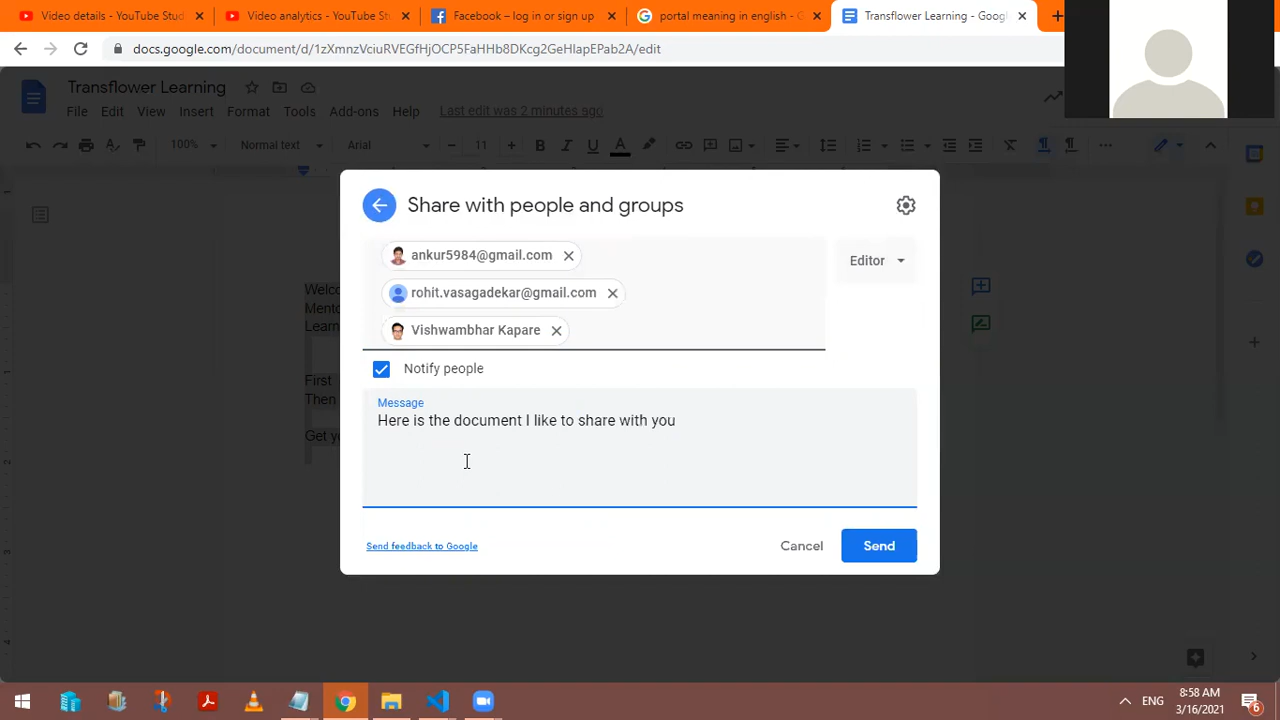 Video details - YouTube Stud
Video analytics - YouTube St
Facebook – log in or sign up
portal meaning in english - G
Transflower Learning - Goog
docs.google.com/document/d/1zXmnzVciuRVEGfHjOCP5FaHHb8DKcg2GeHIapEPab2A/edit
Transflower Learning
File Edit View Insert Format Tools Add-ons Help Last edit was 2 minutes ago
100% Normal text Arial 11
Share with people and groups
ankur5984@gmail.com
Editor
rohit.vasagadekar@gmail.com
Vishwambhar Kapare
Notify people
Message
Here is the document I like to share with you
Send feedback to Google
Cancel Send
Welco
Mento
Learn
First
Then
Get yo
ENG
8:58 AM
3/16/2021
6